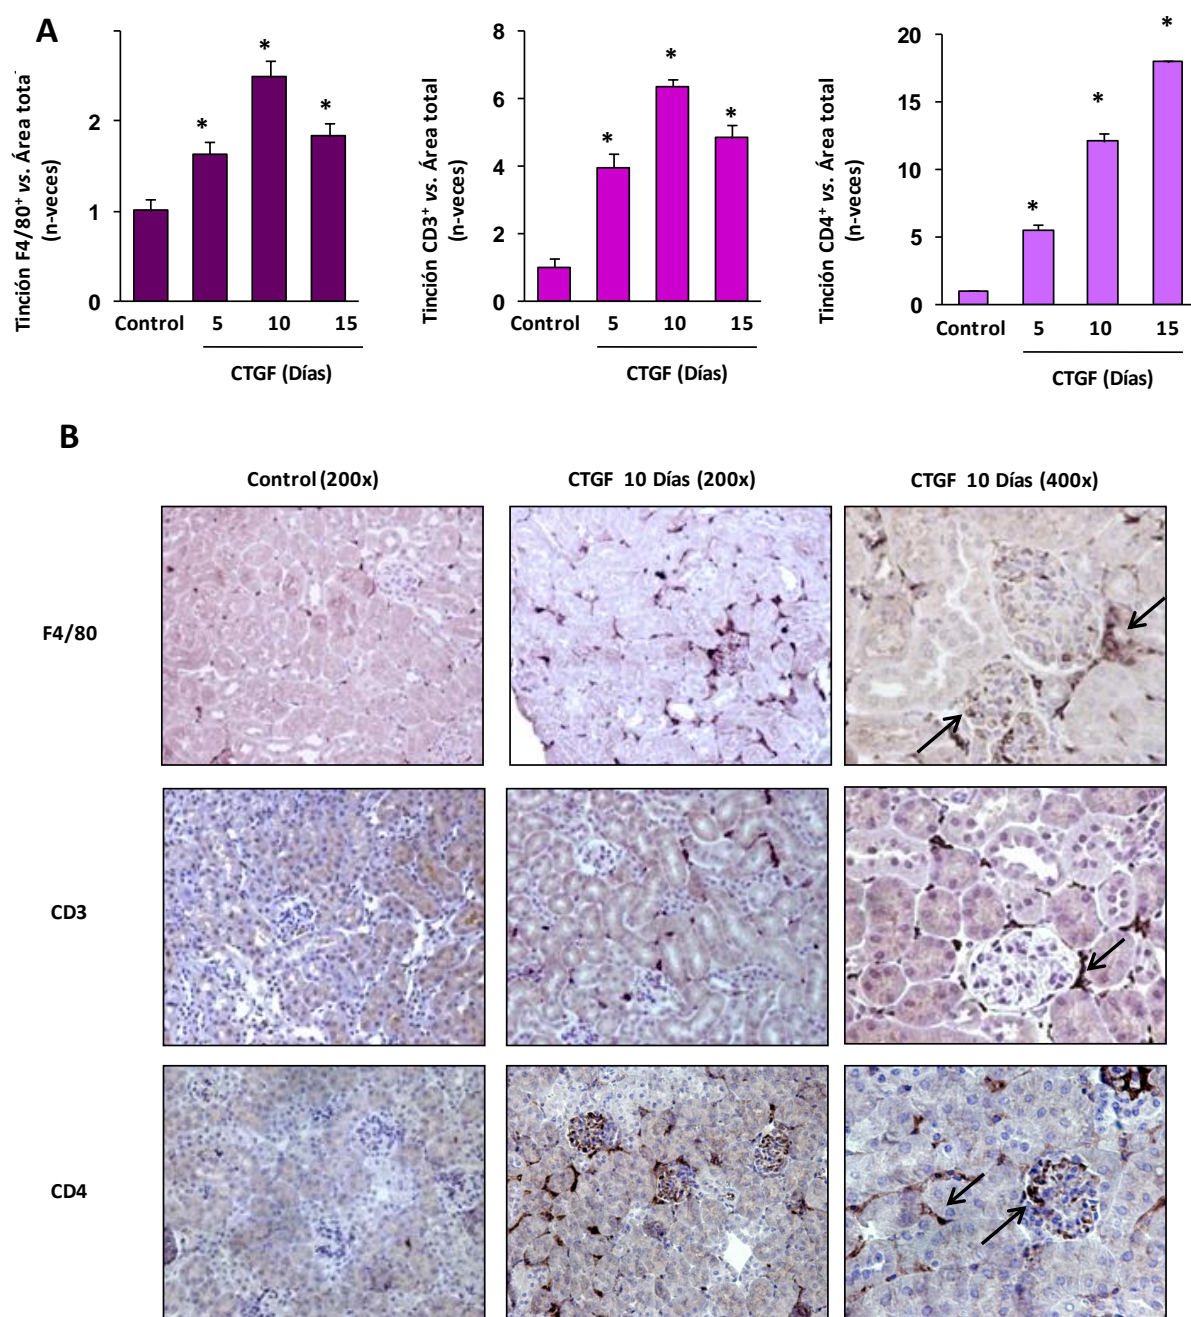 A
Tinción F4/80⁺ vs. Área tota
(n-veces)
2
1
0
*
*
*
Control 5 10 15
CTGF (Días)
Tinción CD3⁺ vs. Área total
(n-veces)
8
6
4
2
0
*
*
*
Control 5 10 15
CTGF (Días)
Tinción CD4⁺ vs. Área total
(n-veces)
20
15
10
5
0
*
*
*
Control 5 10 15
CTGF (Días)
B
Control (200x) CTGF 10 Días (200x) CTGF 10 Días (400x)
F4/80
CD3
CD4